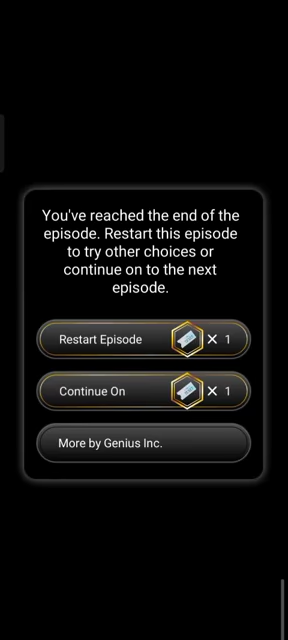 You've reached the end of the
episode. Restart this episode
to try other choices or
continue on to the next
episode.
Restart Episode × 1
Continue On × 1
More by Genius Inc.